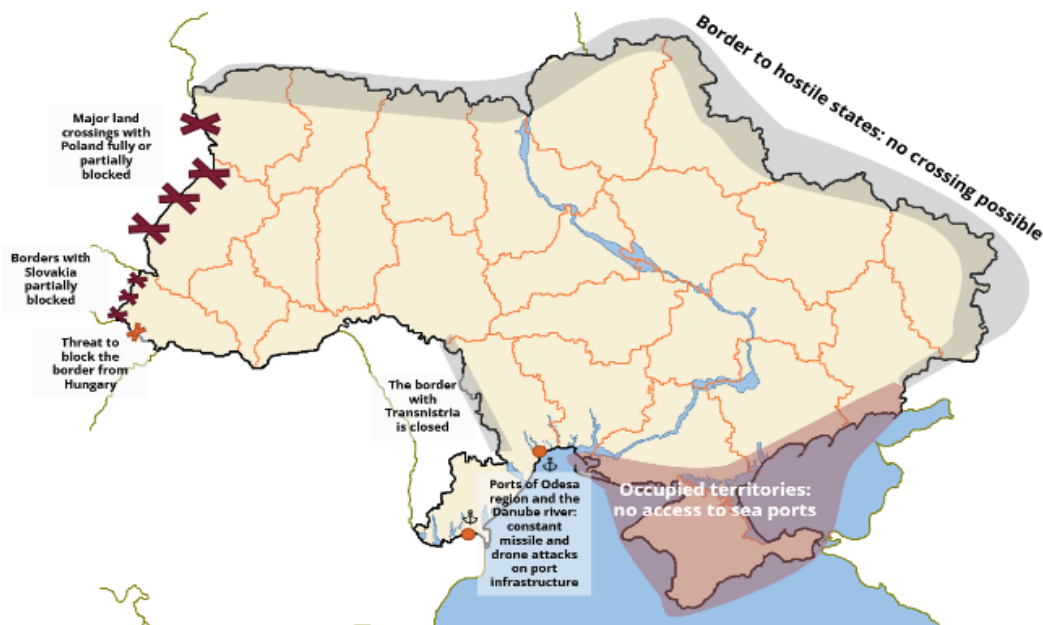 Border to hostile states: no crossing possible
Major land
crossings with
Poland fully or
partially
blocked
Borders with
Slovakia
partially
blocked
Threat to
block the
border from
Hungary
The border
with
Transnistria
is closed
Ports of Odesa
region and the
Danube river:
constant
missile and
drone attacks
on port
infrastructure
Occupied territories:
no access to sea ports